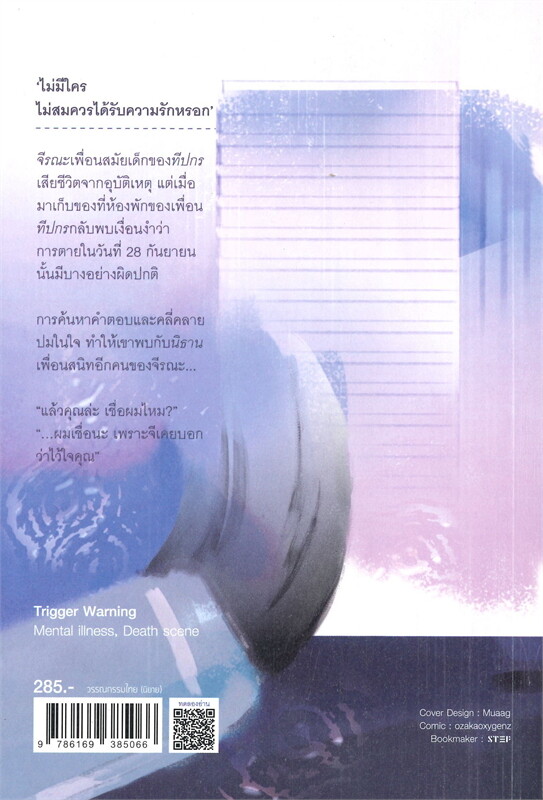 ‘ไม่มีใคร
ไม่สมควรได้รับความรักหรอก’
จีรณะเพื่อนสมัยเด็กของทีปกร
เสียชีวิตจากอุบัติเหตุ แต่เมื่อ
มาเก็บของที่ห้องพักของเพื่อน
ทีปกรกลับพบเงื่อนงำว่า
การตายในวันที่ 28 กันยายน
นั้นมีบางอย่างผิดปกติ
การค้นหาคำตอบและคลี่คลาย
ปมในใจ ทำให้เขาพบกับนิธาน
เพื่อนสนิทอีกคนของจีรณะ...
“แล้วคุณล่ะ เชื่อผมไหม?”
“...ผมเชื่อนะ เพราะจีเคยบอก
ว่าไว้ใจคุณ”
Trigger Warning
Mental illness, Death scene
285.- วรรณกรรมไทย (นิยาย)
ทดลองอ่าน
9 786169 385066
Cover Design : Muaag
Comic : ozakaoxygenz
Bookmaker : STEF